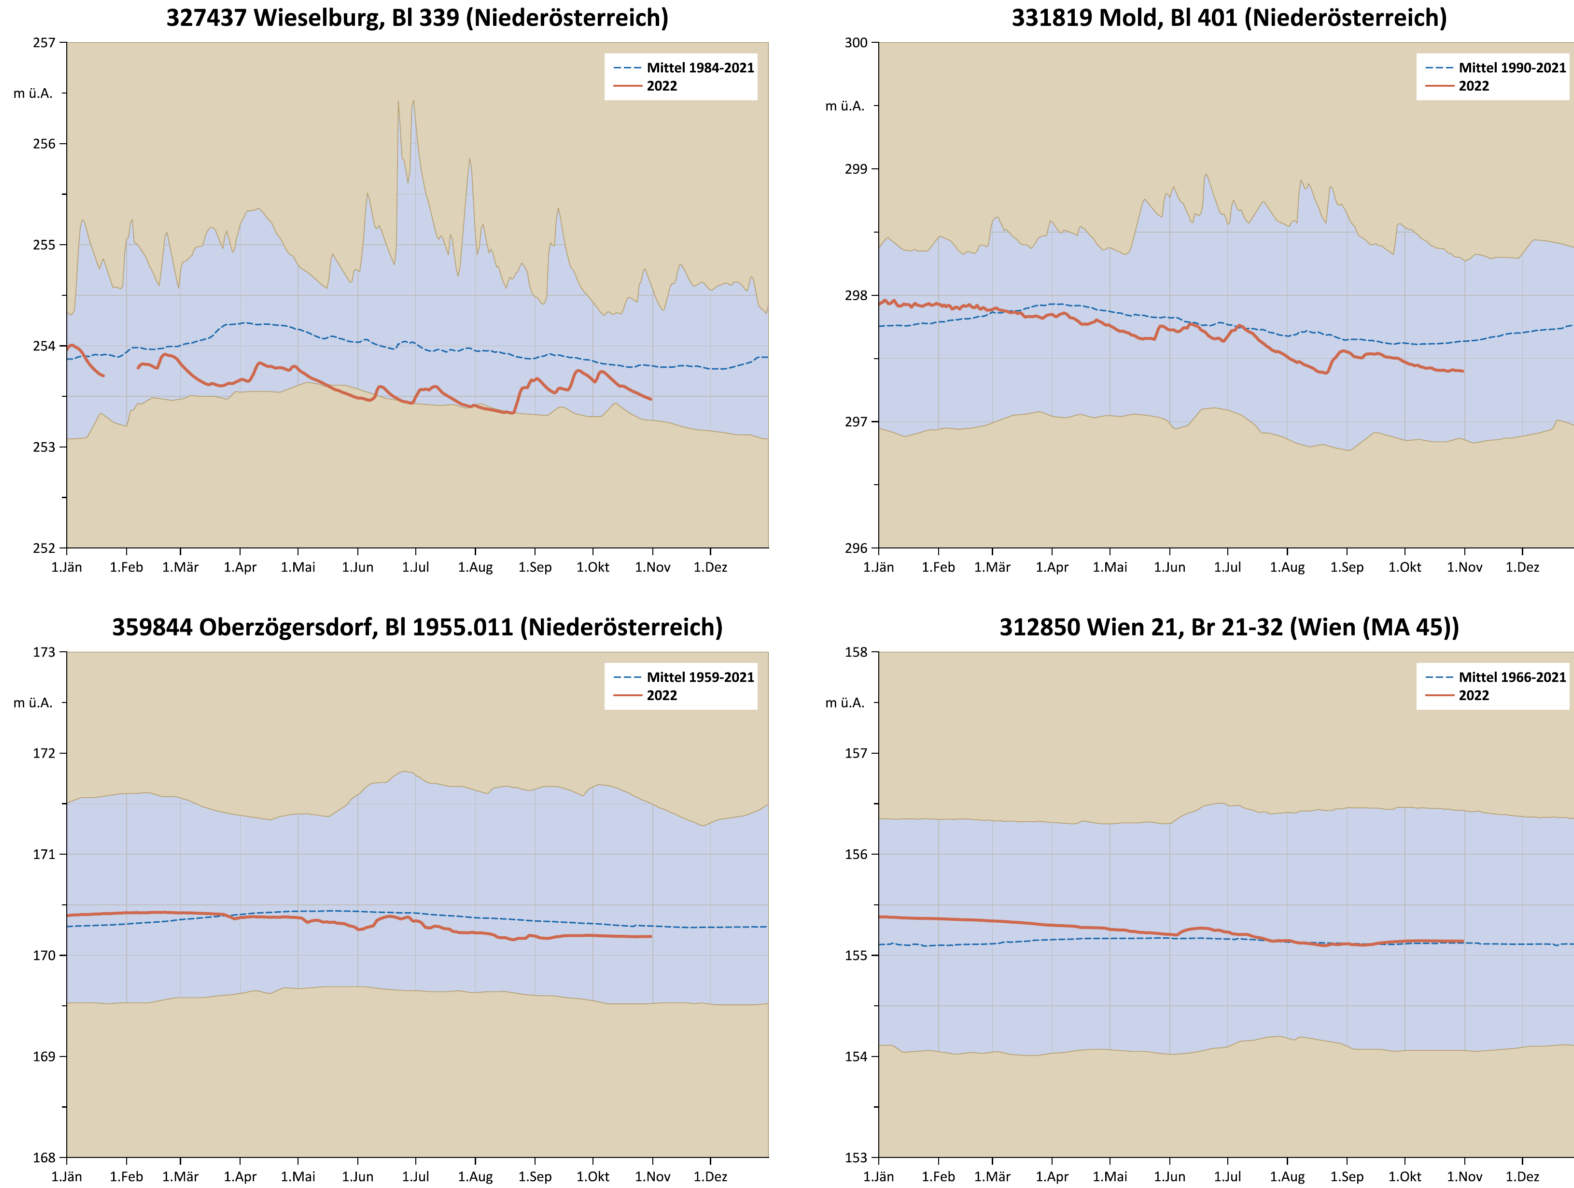 327437 Wieselburg, Bl 339 (Niederösterreich)
257
m ü.A.
256
255
254
253
252
Mittel 1984-2021
2022
1.Jän 1.Feb 1.Mär 1.Apr 1.Mai 1.Jun 1.Jul 1.Aug 1.Sep 1.Okt 1.Nov 1.Dez
331819 Mold, Bl 401 (Niederösterreich)
300
m ü.A.
299
298
297
296
Mittel 1990-2021
2022
1.Jän 1.Feb 1.Mär 1.Apr 1.Mai 1.Jun 1.Jul 1.Aug 1.Sep 1.Okt 1.Nov 1.Dez
359844 Oberzögersdorf, Bl 1955.011 (Niederösterreich)
173
m ü.A.
172
171
170
169
168
Mittel 1959-2021
2022
1.Jän 1.Feb 1.Mär 1.Apr 1.Mai 1.Jun 1.Jul 1.Aug 1.Sep 1.Okt 1.Nov 1.Dez
312850 Wien 21, Br 21-32 (Wien (MA 45))
158
m ü.A.
157
156
155
154
153
Mittel 1966-2021
2022
1.Jän 1.Feb 1.Mär 1.Apr 1.Mai 1.Jun 1.Jul 1.Aug 1.Sep 1.Okt 1.Nov 1.Dez